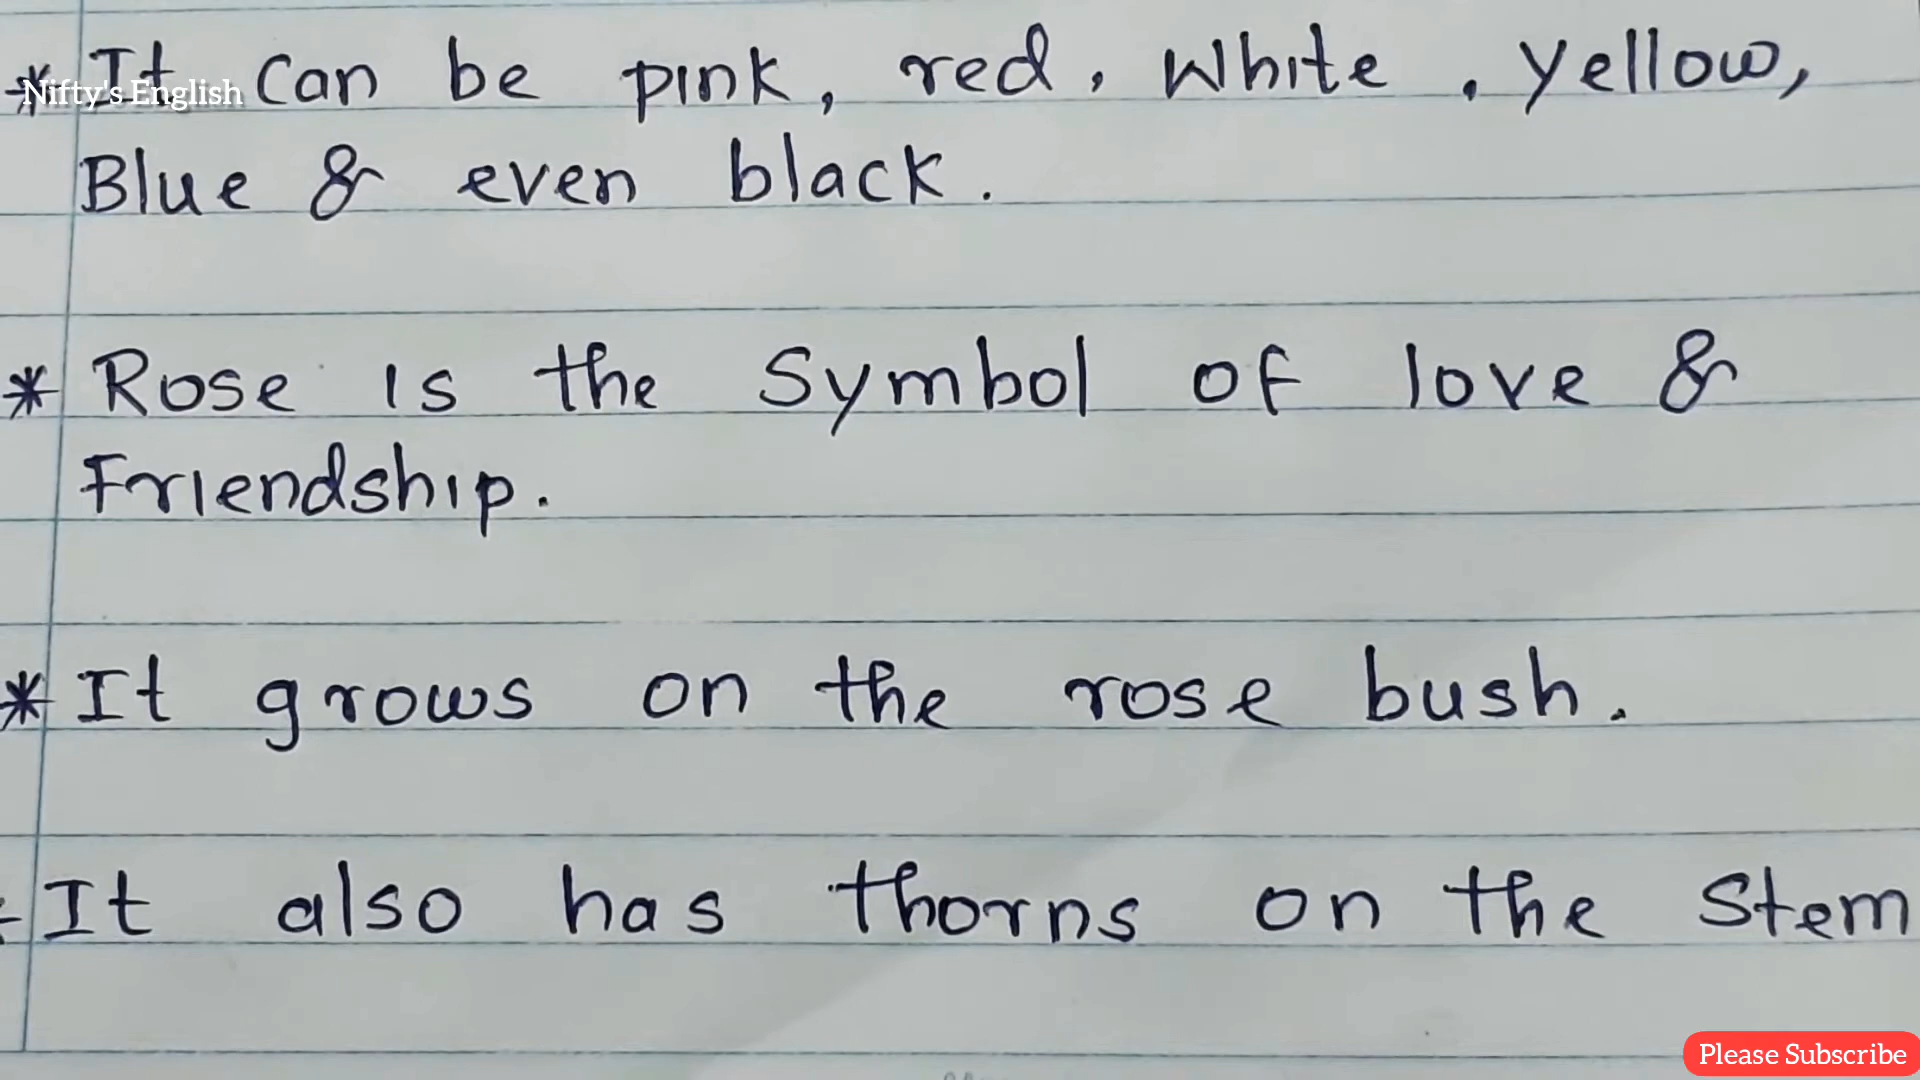 * It can be pink, red, White, Yellow,
Nifty's English
Blue & even black.
* Rose is the Symbol of love &
Friendship.
* It grows on the rose bush.
It also has thorns on the Stem
Please Subscribe